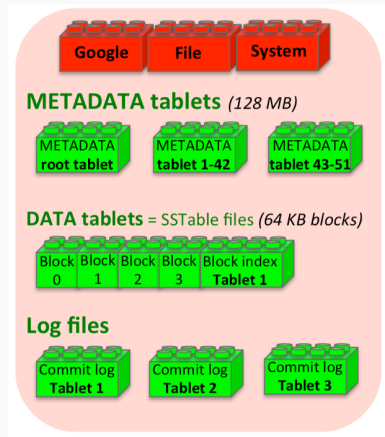 Google File System
METADATA tablets (128 MB)
METADATA METADATA METADATA
root tablet tablet 1-42 tablet 43-51
DATA tablets = SSTable files (64 KB blocks)
Block Block Block Block Block index
0 1 2 3 Tablet 1
Log files
Commit log Commit log Commit log
Tablet 1 Tablet 2 Tablet 3